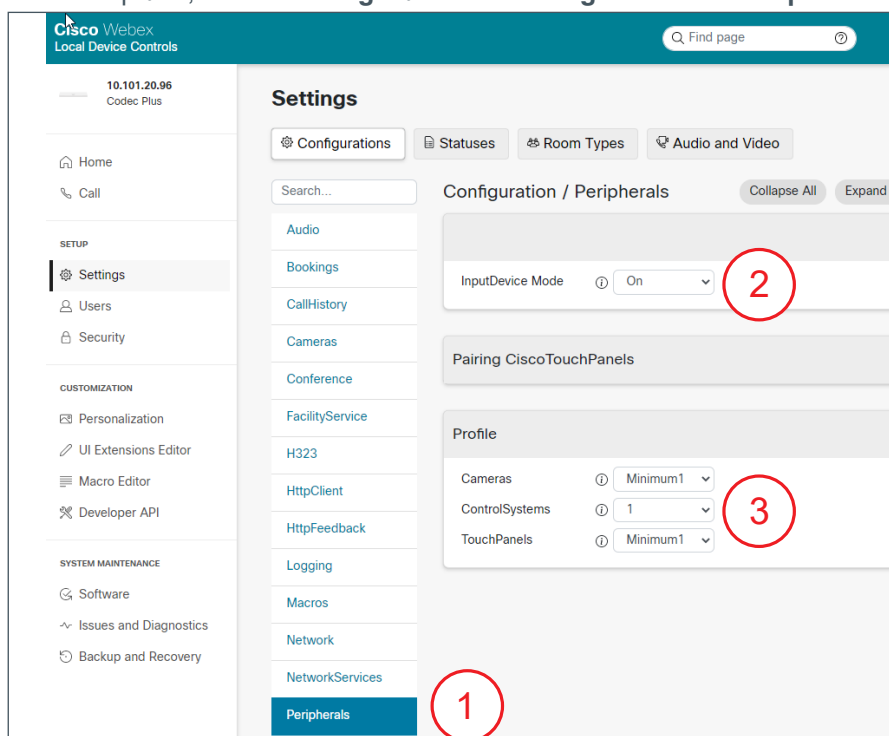 Cisco Webex
Local Device Controls
Find page
10.101.20.96
Codec Plus
Home
Call
SETUP
Settings
Users
Security
CUSTOMIZATION
Personalization
UI Extensions Editor
Macro Editor
Developer API
SYSTEM MAINTENANCE
Software
Issues and Diagnostics
Backup and Recovery
Settings
Configurations
Statuses
Room Types
Audio and Video
Search...
Audio
Bookings
CallHistory
Cameras
Conference
FacilityService
H323
HttpClient
HttpFeedback
Logging
Macros
Network
NetworkServices
Peripherals
1
Configuration / Peripherals
Collapse All
Expand
InputDevice Mode
On
2
Pairing CiscoTouchPanels
Profile
Cameras
Minimum1
ControlSystems
1
TouchPanels
Minimum1
3